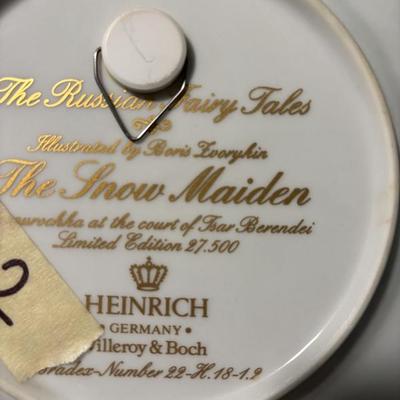 The Russian Fairy Tales
Illustrated by Boris Zvorykin
The Snow Maiden
at the court of Tsar Berendei
Limited Edition 27.500
HEINRICH
• GERMANY •
Villeroy & Boch
Bradex-Number 22-H.18-1.2